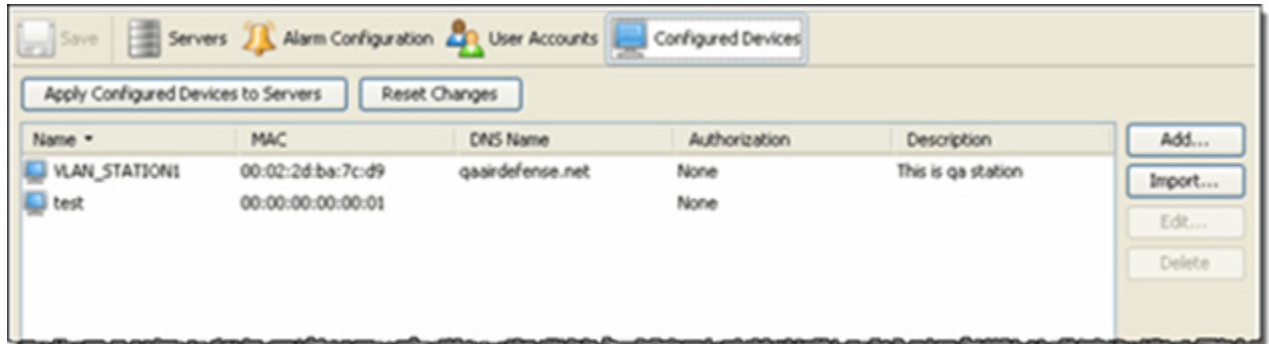 Save Servers Alarm Configuration User Accounts Configured Devices
Apply Configured Devices to Servers Reset Changes
Name MAC DNS Name Authorization Description Add...
VLAN_STATION1 00:02:2d:ba:7c:d9 qaairdefense.net None This is qa station Import...
test 00:00:00:00:00:01 None
Edit...
Delete